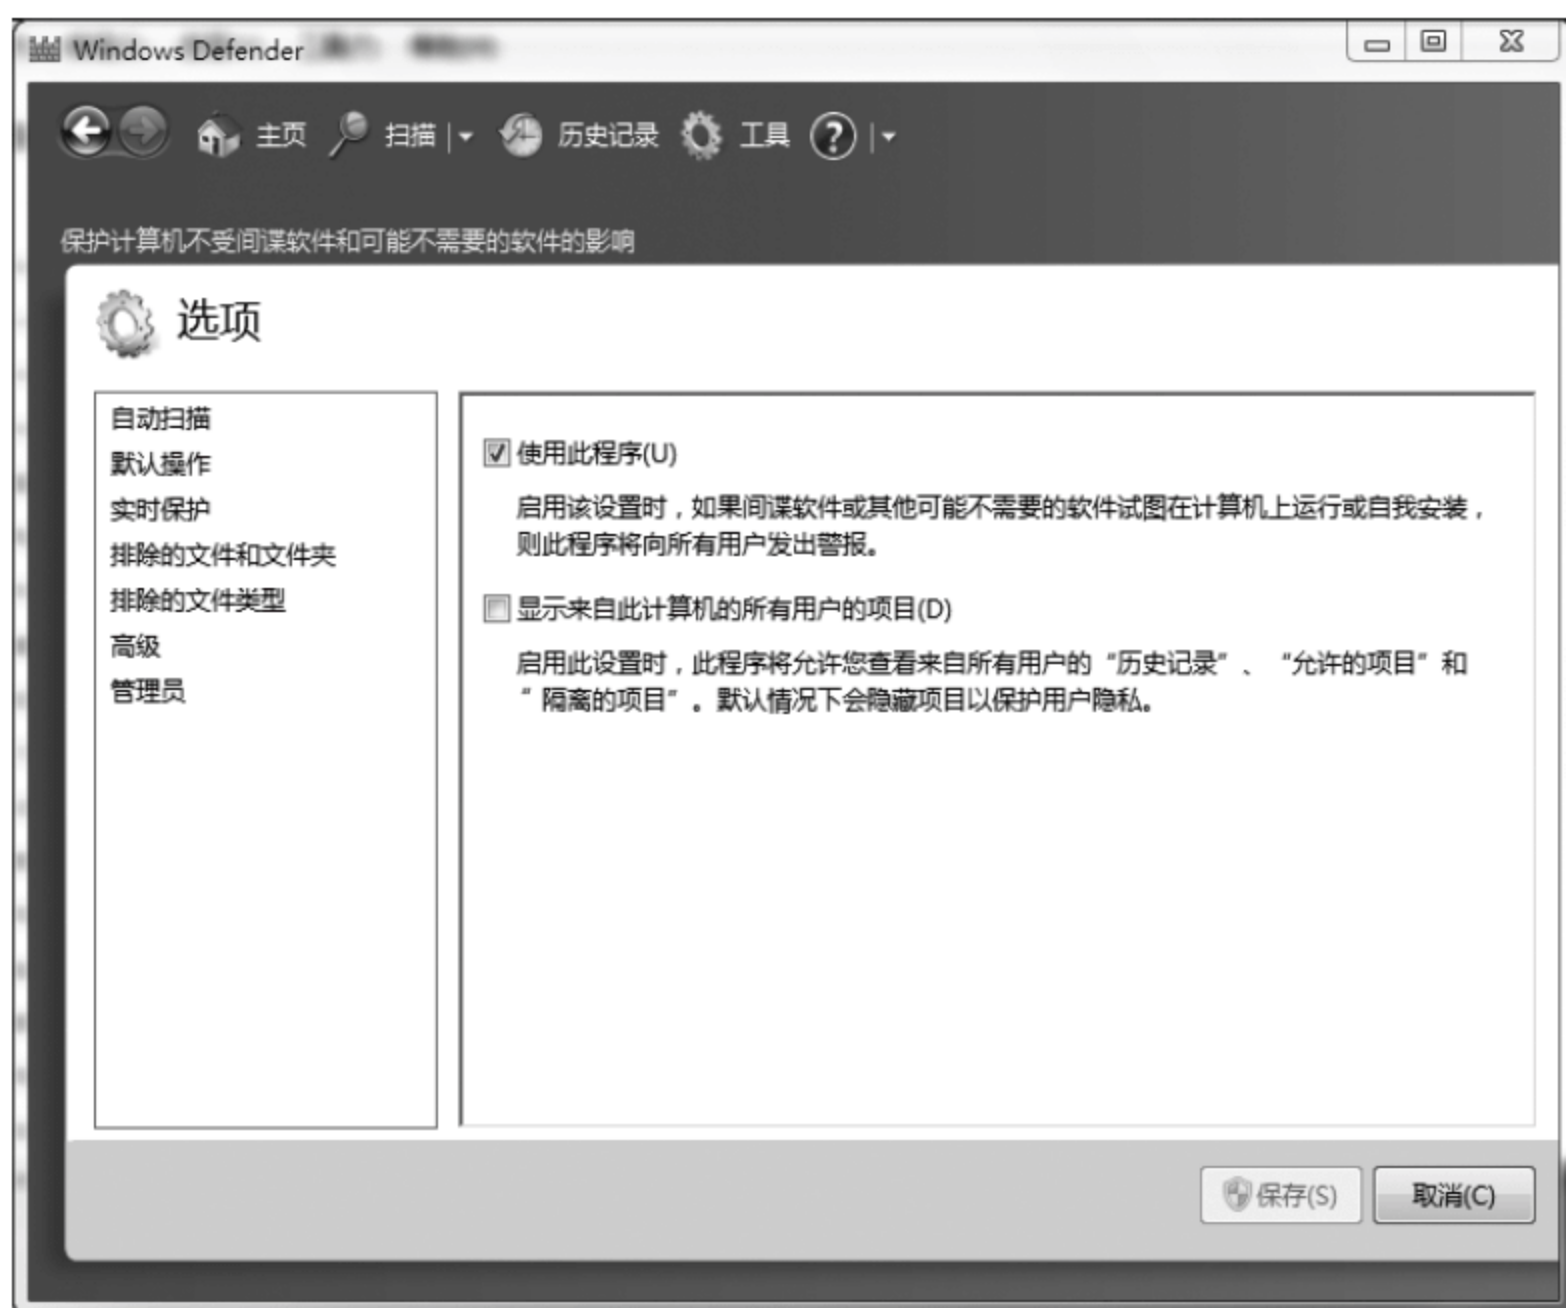 Windows Defender
主页 扫描 历史记录 工具
保护计算机不受间谍软件和可能不需要的软件的影响
选项
自动扫描
默认操作
实时保护
排除的文件和文件夹
排除的文件类型
高级
管理员
使用此程序(U)
启用该设置时，如果间谍软件或其他可能不需要的软件试图在计算机上运行或自我安装，
则此程序将向所有用户发出警报。
显示来自此计算机的所有用户的项目(D)
启用此设置时，此程序将允许您查看来自所有用户的“历史记录”、“允许的项目”和
“隔离的项目”。默认情况下会隐藏项目以保护用户隐私。
保存(S) 取消(C)